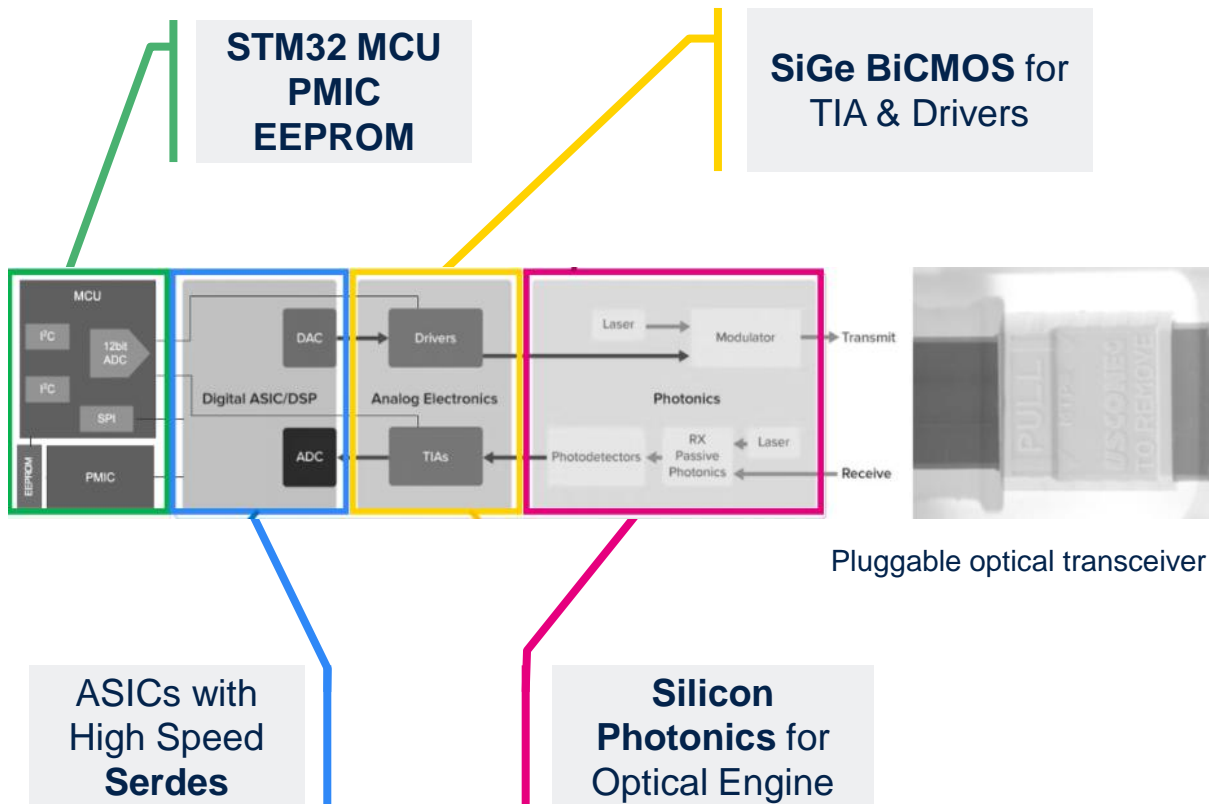 STM32 MCU
PMIC
EEPROM
SiGe BiCMOS for
TIA & Drivers
MCU
I²C
12bit
ADC
I²C
SPI
EEPROM
PMIC
DAC
Digital ASIC/DSP
ADC
Drivers
Analog Electronics
TIAs
Laser
Modulator
Transmit
Photonics
Photodetectors
RX
Passive
Photonics
Laser
Receive
PULL
TO REMOVE
Pluggable optical transceiver
ASICs with
High Speed
Serdes
Silicon
Photonics for
Optical Engine